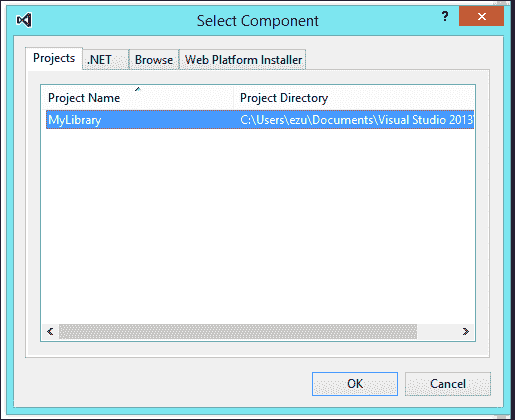 Select Component
?
Projects .NET Browse Web Platform Installer
Project Name Project Directory
MyLibrary C:\Users\ezu\Documents\Visual Studio 2013\
OK Cancel